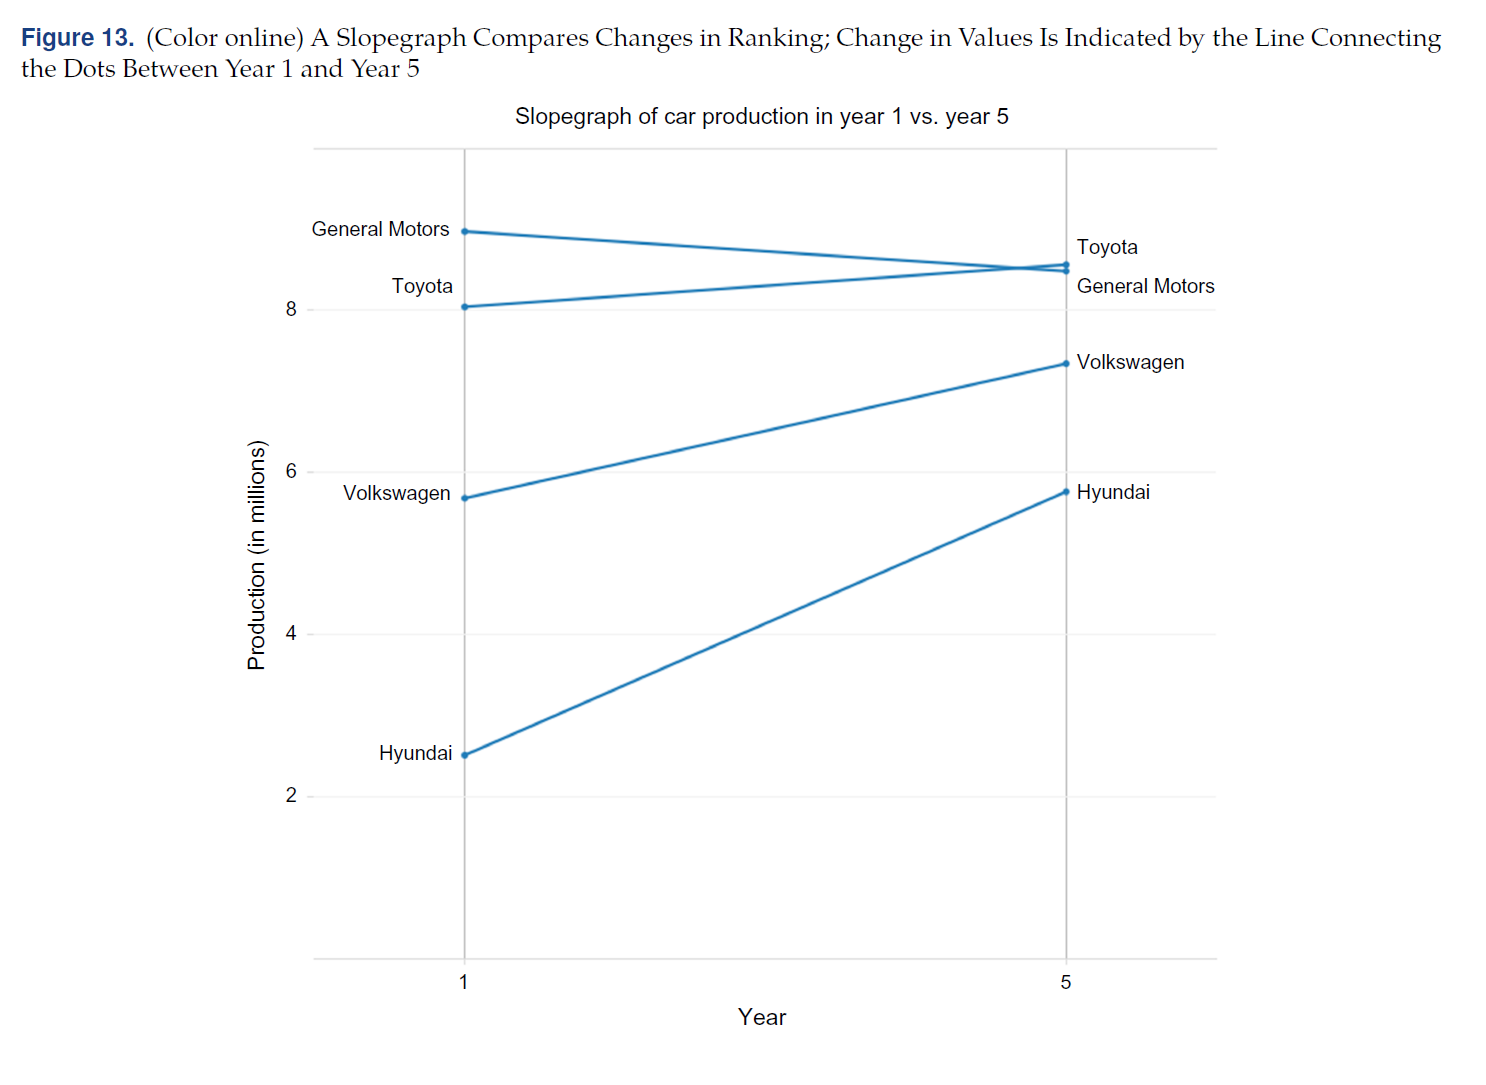 Figure 13. (Color online) A Slopegraph Compares Changes in Ranking; Change in Values Is Indicated by the Line Connecting
the Dots Between Year 1 and Year 5
Slopegraph of car production in year 1 vs. year 5
General Motors
Toyota
Toyota
General Motors
8
Volkswagen
Production (in millions)
6
Volkswagen
Hyundai
4
Hyundai
2
1
5
Year